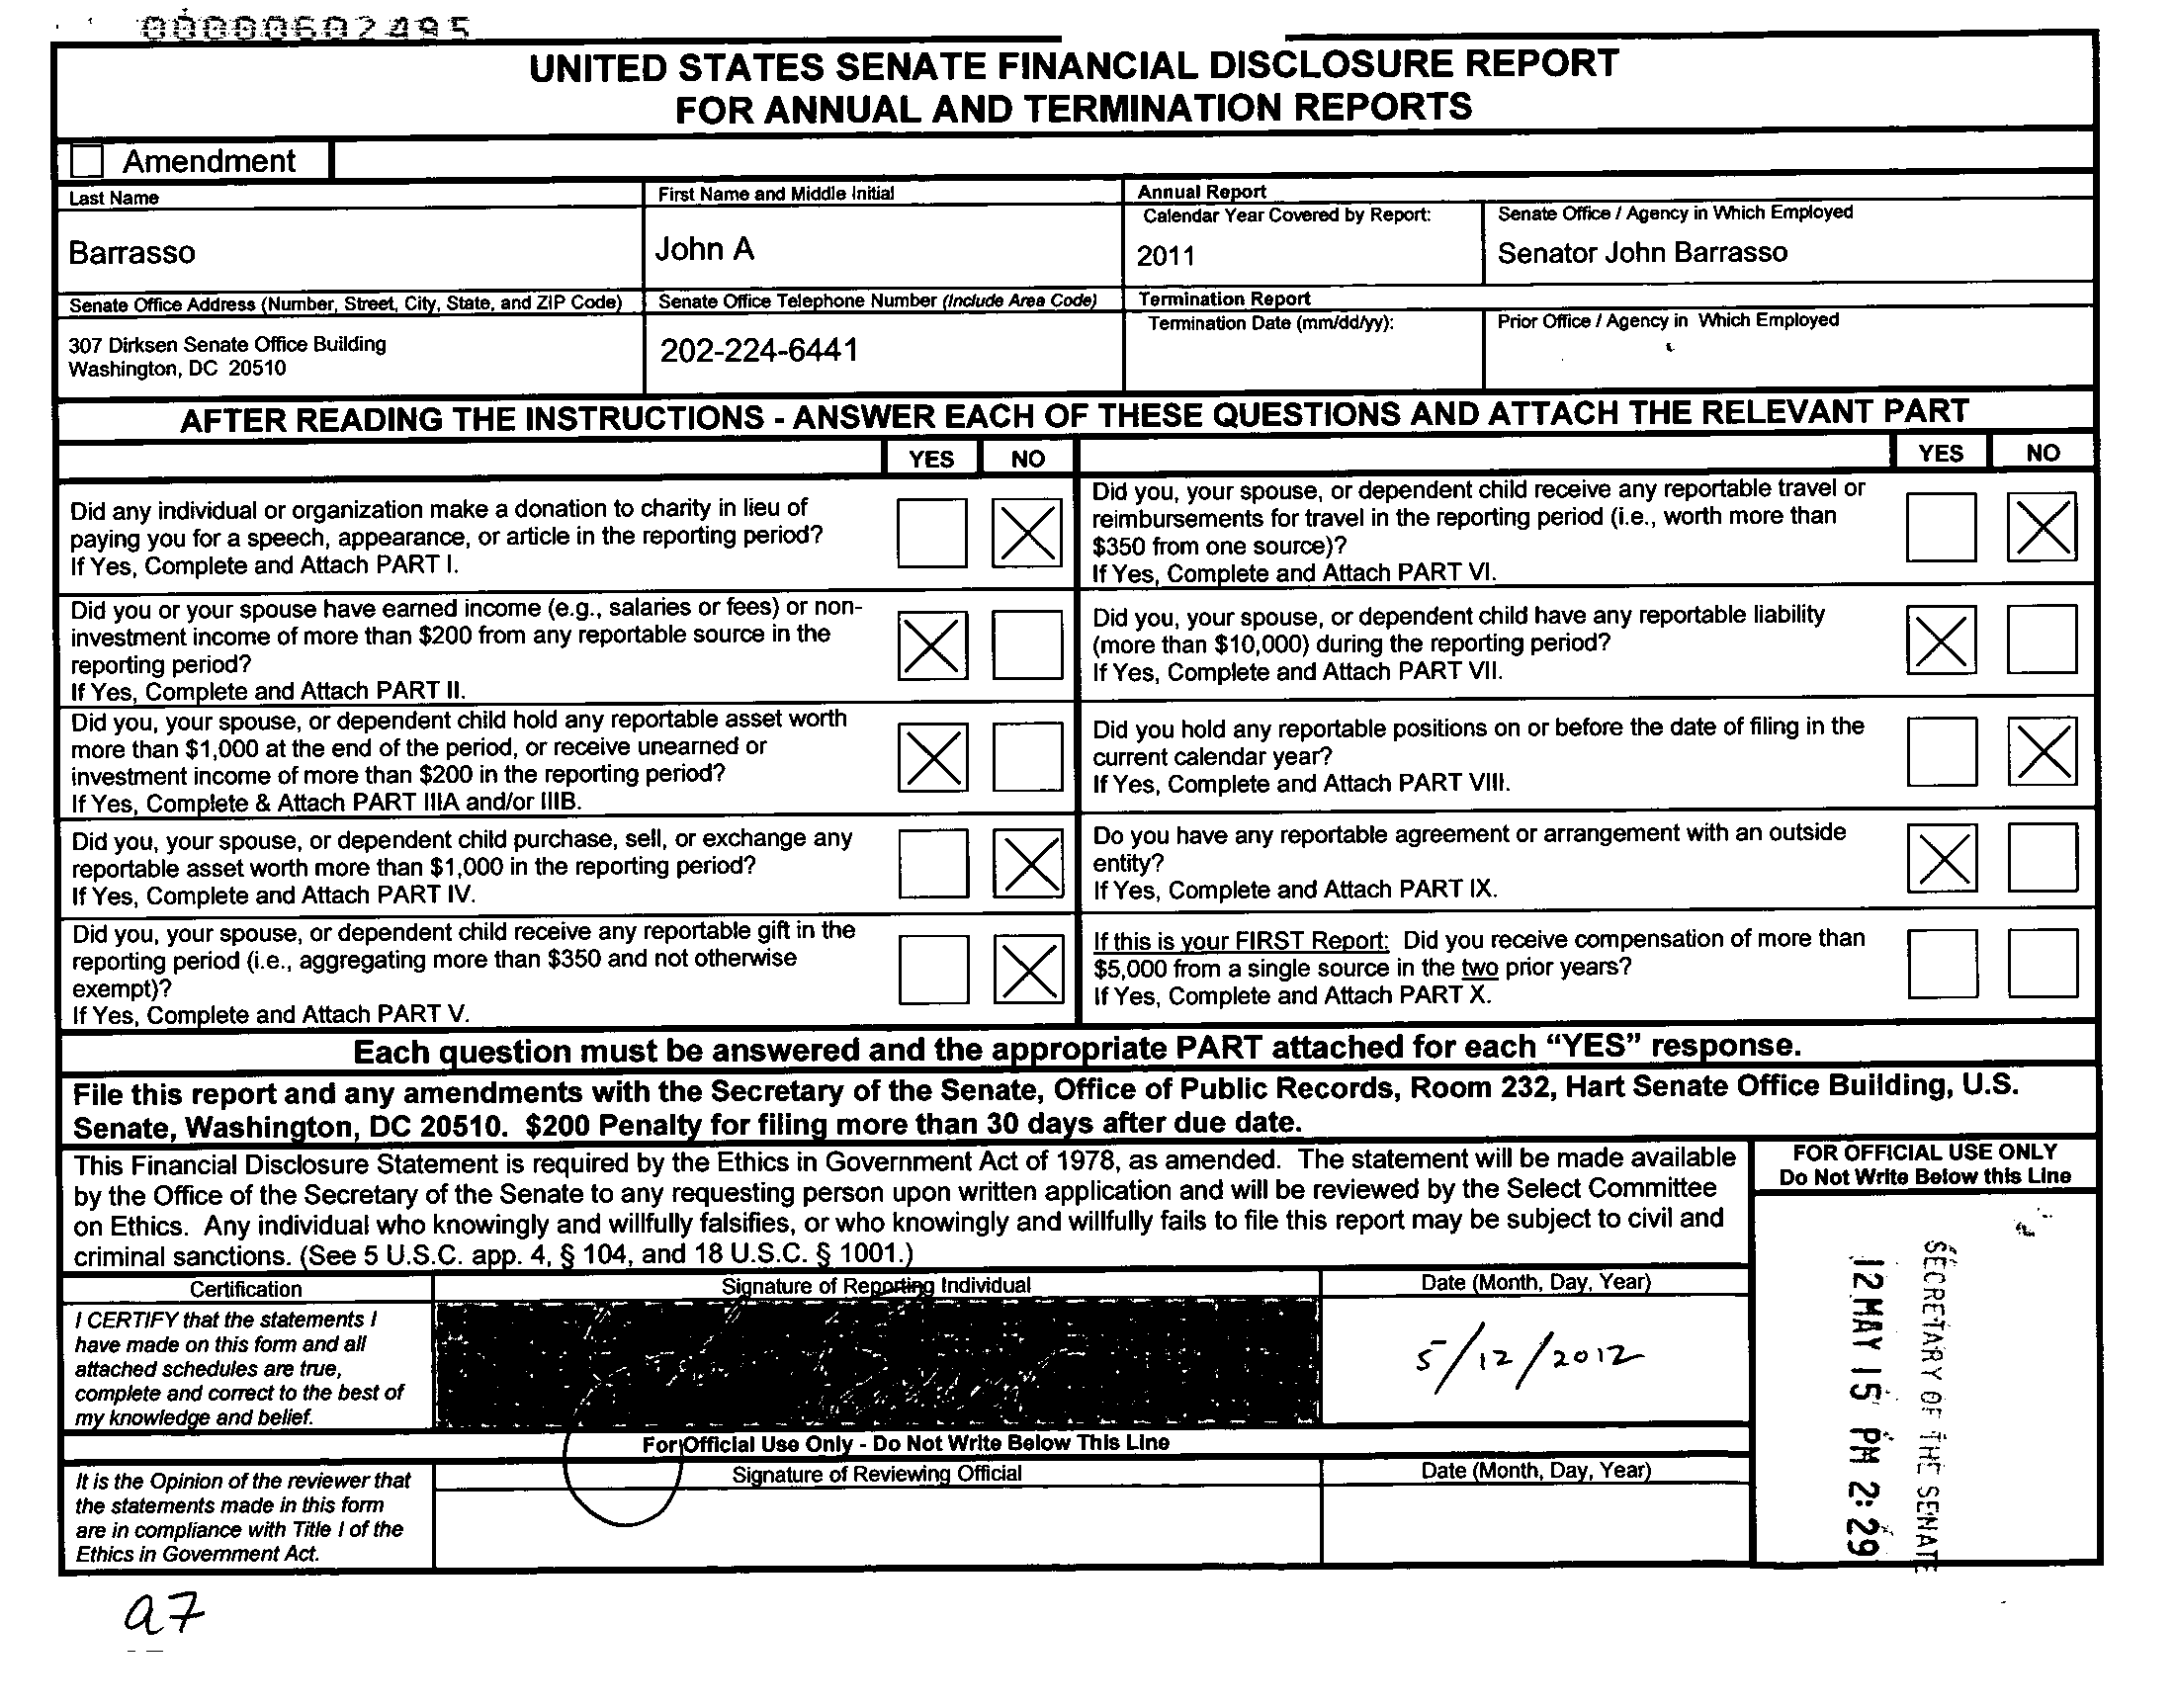 00000602495
UNITED STATES SENATE FINANCIAL DISCLOSURE REPORT
FOR ANNUAL AND TERMINATION REPORTS
Amendment
Last Name
First Name and Middle Initial
Annual Report
Calendar Year Covered by Report:
Senate Office / Agency in Which Employed
Barrasso
John A
2011
Senator John Barrasso
Senate Office Address (Number, Street, City, State, and ZIP Code)
Senate Office Telephone Number (Include Area Code)
Termination Report
Termination Date (mm/dd/yy):
Prior Office / Agency in Which Employed
307 Dirksen Senate Office Building
Washington, DC 20510
202-224-6441
AFTER READING THE INSTRUCTIONS - ANSWER EACH OF THESE QUESTIONS AND ATTACH THE RELEVANT PART
YES NO
YES NO
Did any individual or organization make a donation to charity in lieu of
paying you for a speech, appearance, or article in the reporting period?
If Yes, Complete and Attach PART I.
Did you, your spouse, or dependent child receive any reportable travel or
reimbursements for travel in the reporting period (i.e., worth more than
$350 from one source)?
If Yes, Complete and Attach PART VI.
Did you or your spouse have earned income (e.g., salaries or fees) or non-
investment income of more than $200 from any reportable source in the
reporting period?
If Yes, Complete and Attach PART II.
Did you, your spouse, or dependent child have any reportable liability
(more than $10,000) during the reporting period?
If Yes, Complete and Attach PART VII.
Did you, your spouse, or dependent child hold any reportable asset worth
more than $1,000 at the end of the period, or receive unearned or
investment income of more than $200 in the reporting period?
If Yes, Complete & Attach PART IIIA and/or IIIB.
Did you hold any reportable positions on or before the date of filing in the
current calendar year?
If Yes, Complete and Attach PART VIII.
Did you, your spouse, or dependent child purchase, sell, or exchange any
reportable asset worth more than $1,000 in the reporting period?
If Yes, Complete and Attach PART IV.
Do you have any reportable agreement or arrangement with an outside
entity?
If Yes, Complete and Attach PART IX.
Did you, your spouse, or dependent child receive any reportable gift in the
reporting period (i.e., aggregating more than $350 and not otherwise
exempt)?
If Yes, Complete and Attach PART V.
If this is your FIRST Report: Did you receive compensation of more than
$5,000 from a single source in the two prior years?
If Yes, Complete and Attach PART X.
Each question must be answered and the appropriate PART attached for each “YES” response.
File this report and any amendments with the Secretary of the Senate, Office of Public Records, Room 232, Hart Senate Office Building, U.S.
Senate, Washington, DC 20510. $200 Penalty for filing more than 30 days after due date.
This Financial Disclosure Statement is required by the Ethics in Government Act of 1978, as amended. The statement will be made available
by the Office of the Secretary of the Senate to any requesting person upon written application and will be reviewed by the Select Committee
on Ethics. Any individual who knowingly and willfully falsifies, or who knowingly and willfully fails to file this report may be subject to civil and
criminal sanctions. (See 5 U.S.C. app. 4, § 104, and 18 U.S.C. § 1001.)
FOR OFFICIAL USE ONLY
Do Not Write Below this Line
Certification
Signature of Reporting Individual
Date (Month, Day, Year)
I CERTIFY that the statements I
have made on this form and all
attached schedules are true,
complete and correct to the best of
my knowledge and belief.
5/12/2012
For Official Use Only - Do Not Write Below This Line
It is the Opinion of the reviewer that
the statements made in this form
are in compliance with Title I of the
Ethics in Government Act.
Signature of Reviewing Official
Date (Month, Day, Year)
SECRETARY OF THE SENATE
12 MAY 15 PM 2:29
a7